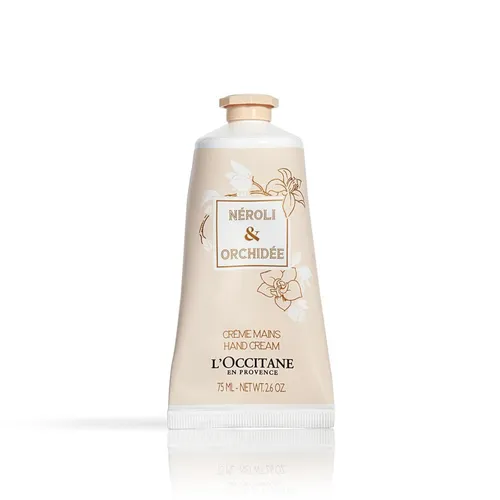 NÉROLI
&
ORCHIDÉE
CRÈME MAINS
HAND CREAM
L'OCCITANE
EN PROVENCE
75 ML - NET WT. 2.6 OZ.